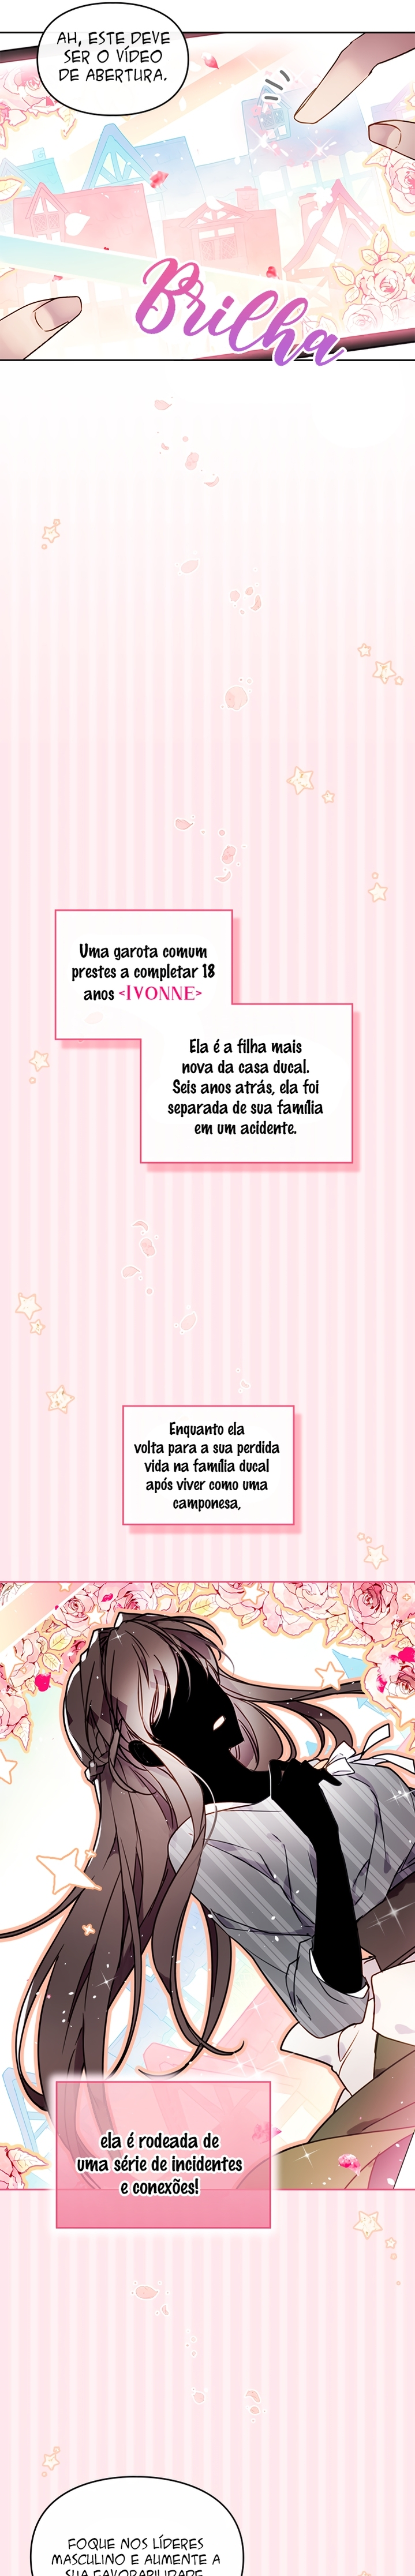 AH, ESTE DEVE
SER O VÍDEO
DE ABERTURA.
Brilha
Uma garota comum
prestes a completar 18
anos <IVONNE>
Ela é a filha mais
nova da casa ducal.
Seis anos atrás, ela foi
separada de sua família
em um acidente.
Enquanto ela
volta para a sua perdida
vida na família ducal
após viver como uma
camponesa,
ela é rodeada de
uma série de incidentes
e conexões!
FOQUE NOS LÍDERES
MASCULINO E AUMENTE A
SUA FAVORABILIDADE